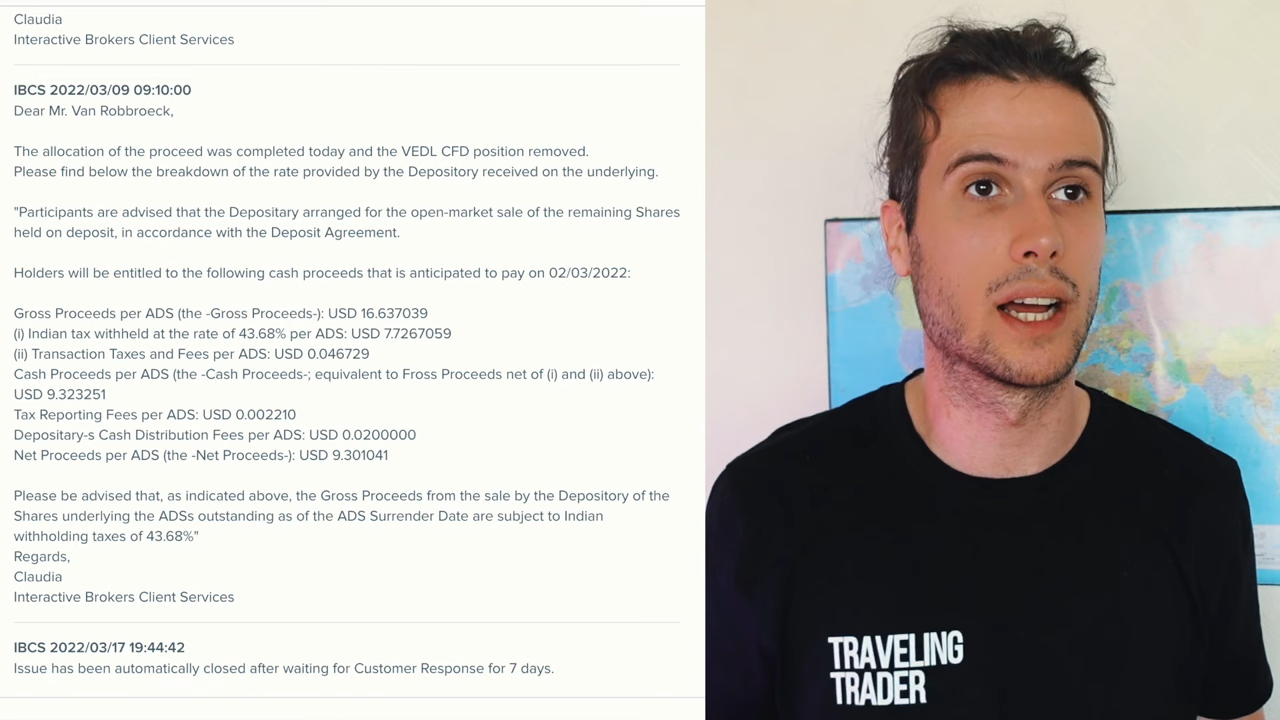 Claudia
Interactive Brokers Client Services
IBCS 2022/03/09 09:10:00
Dear Mr. Van Robbroeck,
The allocation of the proceed was completed today and the VEDL CFD position removed.
Please find below the breakdown of the rate provided by the Depository received on the underlying.
"Participants are advised that the Depositary arranged for the open-market sale of the remaining Shares
held on deposit, in accordance with the Deposit Agreement.
Holders will be entitled to the following cash proceeds that is anticipated to pay on 02/03/2022:
Gross Proceeds per ADS (the -Gross Proceeds-): USD 16.637039
(i) Indian tax withheld at the rate of 43.68% per ADS: USD 7.7267059
(ii) Transaction Taxes and Fees per ADS: USD 0.046729
Cash Proceeds per ADS (the -Cash Proceeds-; equivalent to Fross Proceeds net of (i) and (ii) above):
USD 9.323251
Tax Reporting Fees per ADS: USD 0.002210
Depositary-s Cash Distribution Fees per ADS: USD 0.0200000
Net Proceeds per ADS (the -Net Proceeds-): USD 9.301041
Please be advised that, as indicated above, the Gross Proceeds from the sale by the Depository of the
Shares underlying the ADSs outstanding as of the ADS Surrender Date are subject to Indian
withholding taxes of 43.68%"
Regards,
Claudia
Interactive Brokers Client Services
IBCS 2022/03/17 19:44:42
Issue has been automatically closed after waiting for Customer Response for 7 days.
TRAVELING
TRADER